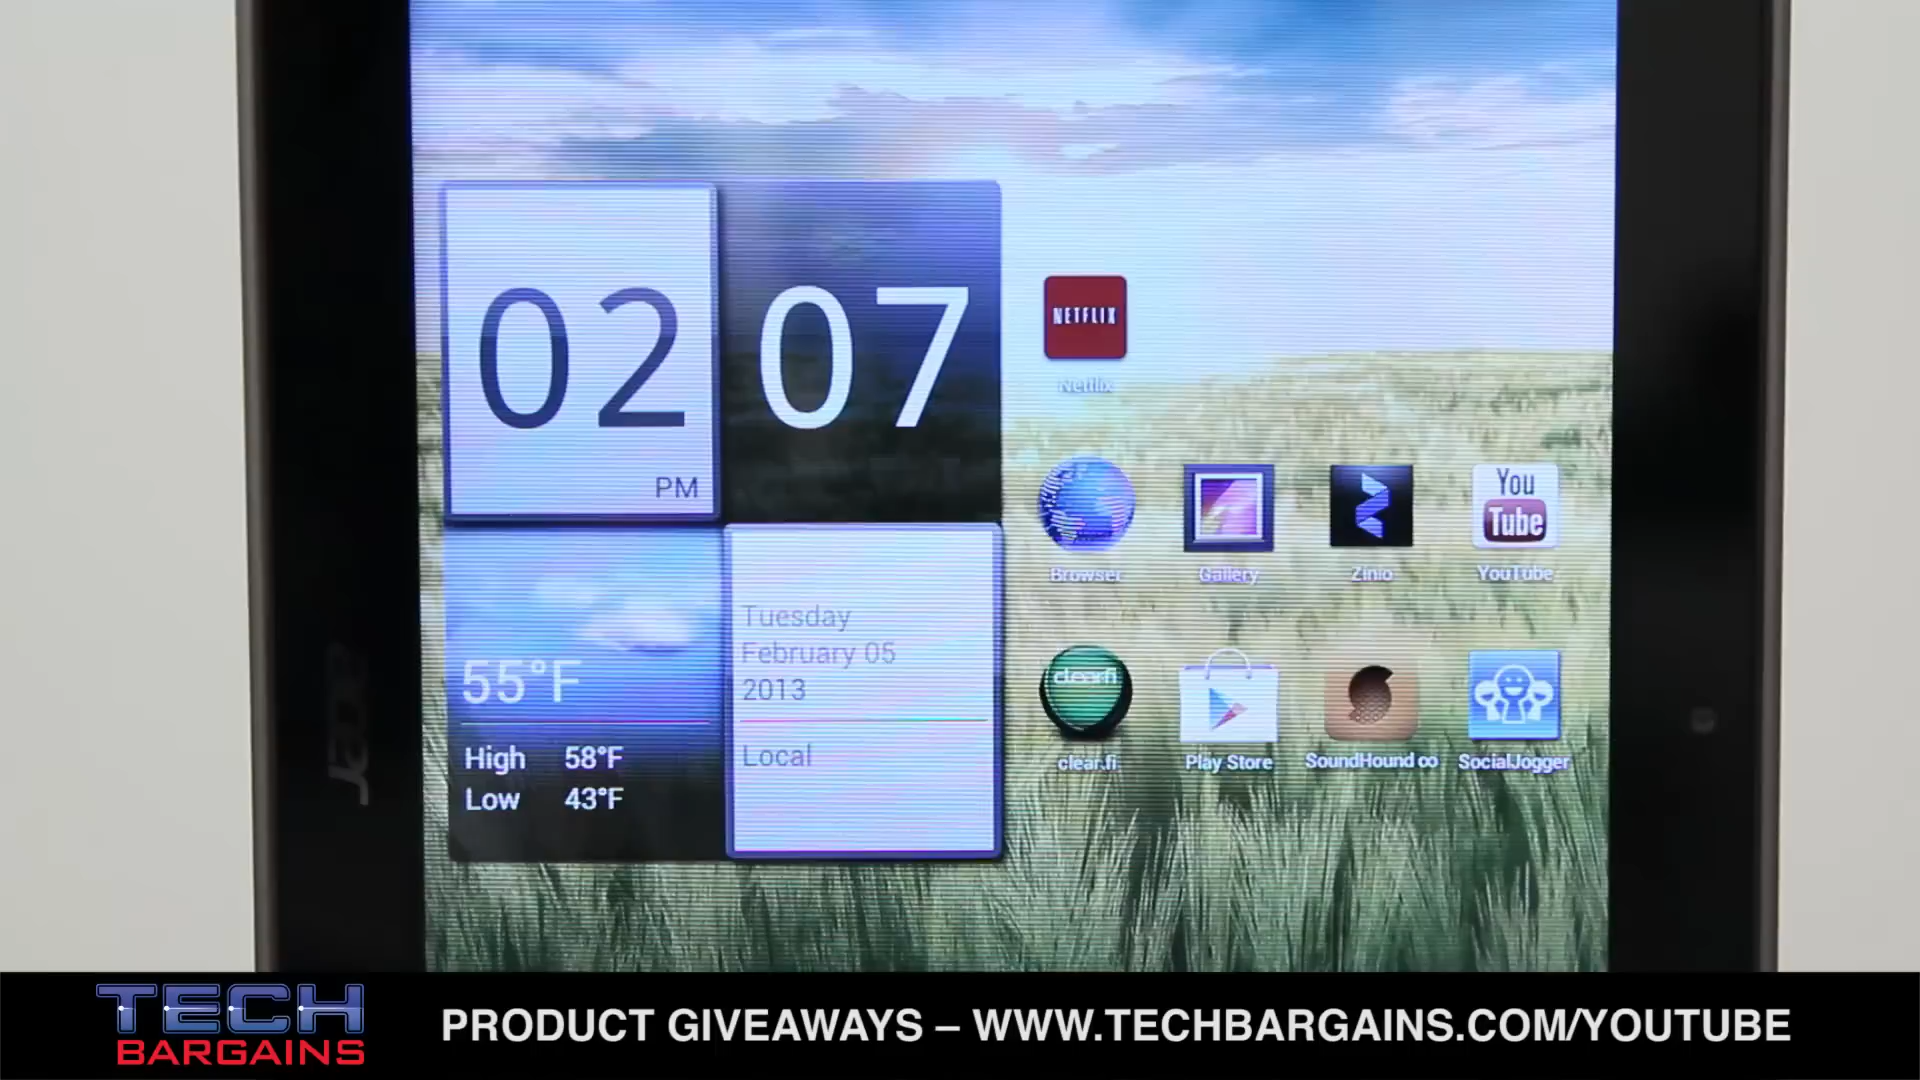 02
07
PM
NETFLIX
Netflix
You
Tube
Browser
Gallery
Zinio
YouTube
Tuesday
February 05
2013
55°F
High 58°F
Low 43°F
Local
clear.fi
clear.fi
Play Store
SoundHound ∞
SocialJogger
acer
TECH
BARGAINS
PRODUCT GIVEAWAYS – WWW.TECHBARGAINS.COM/YOUTUBE